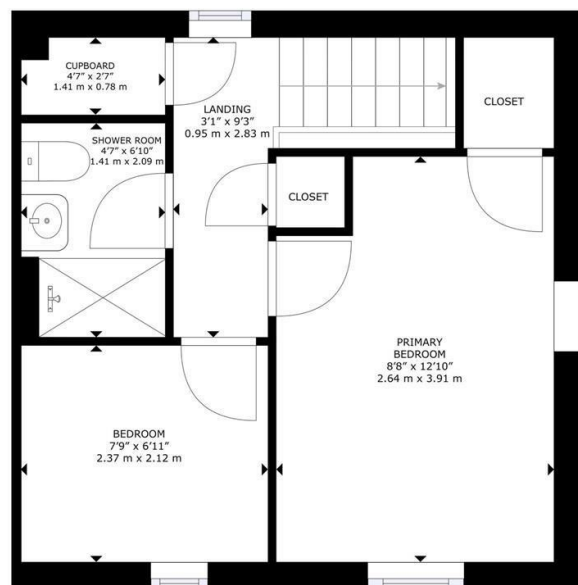 CUPBOARD
4'7" x 2'7"
1.41 m x 0.78 m
LANDING
3'1" x 9'3"
0.95 m x 2.83 m
CLOSET
SHOWER ROOM
4'7" x 6'10"
1.41 m x 2.09 m
CLOSET
PRIMARY
BEDROOM
8'8" x 12'10"
2.64 m x 3.91 m
BEDROOM
7'9" x 6'11"
2.37 m x 2.12 m